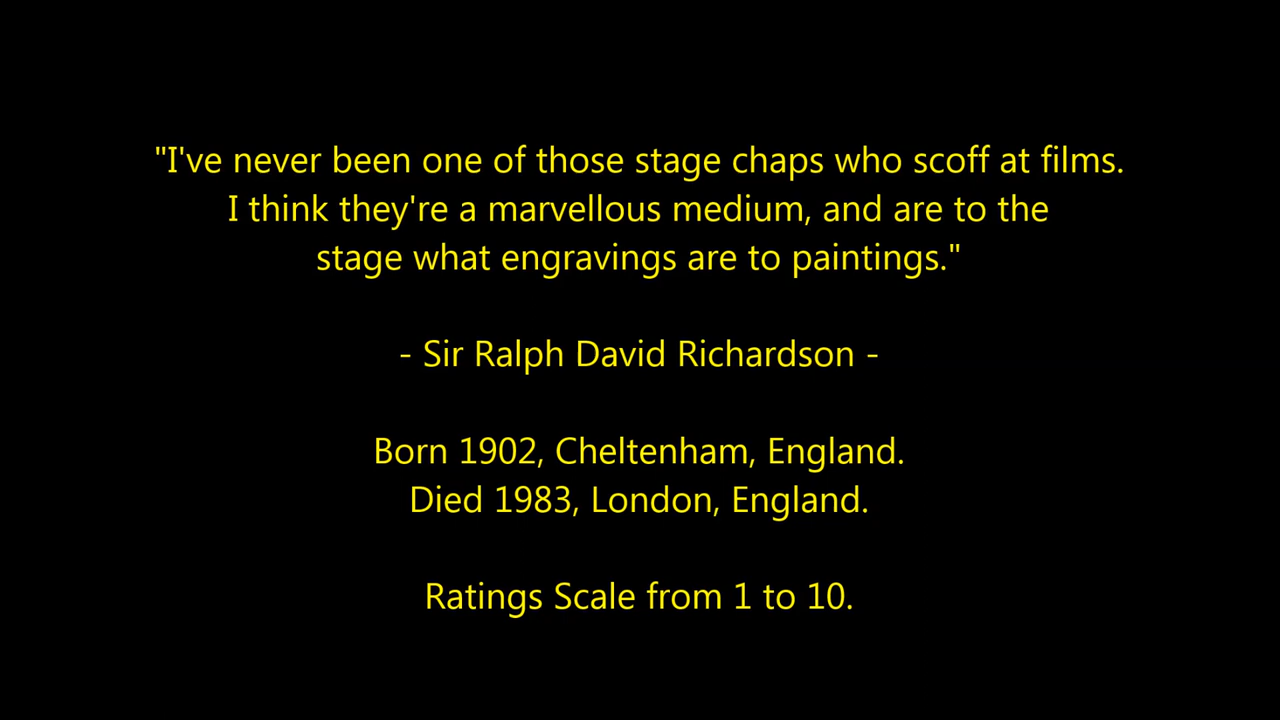 "I've never been one of those stage chaps who scoff at films.
I think they're a marvellous medium, and are to the
stage what engravings are to paintings."
- Sir Ralph David Richardson -
Born 1902, Cheltenham, England.
Died 1983, London, England.
Ratings Scale from 1 to 10.